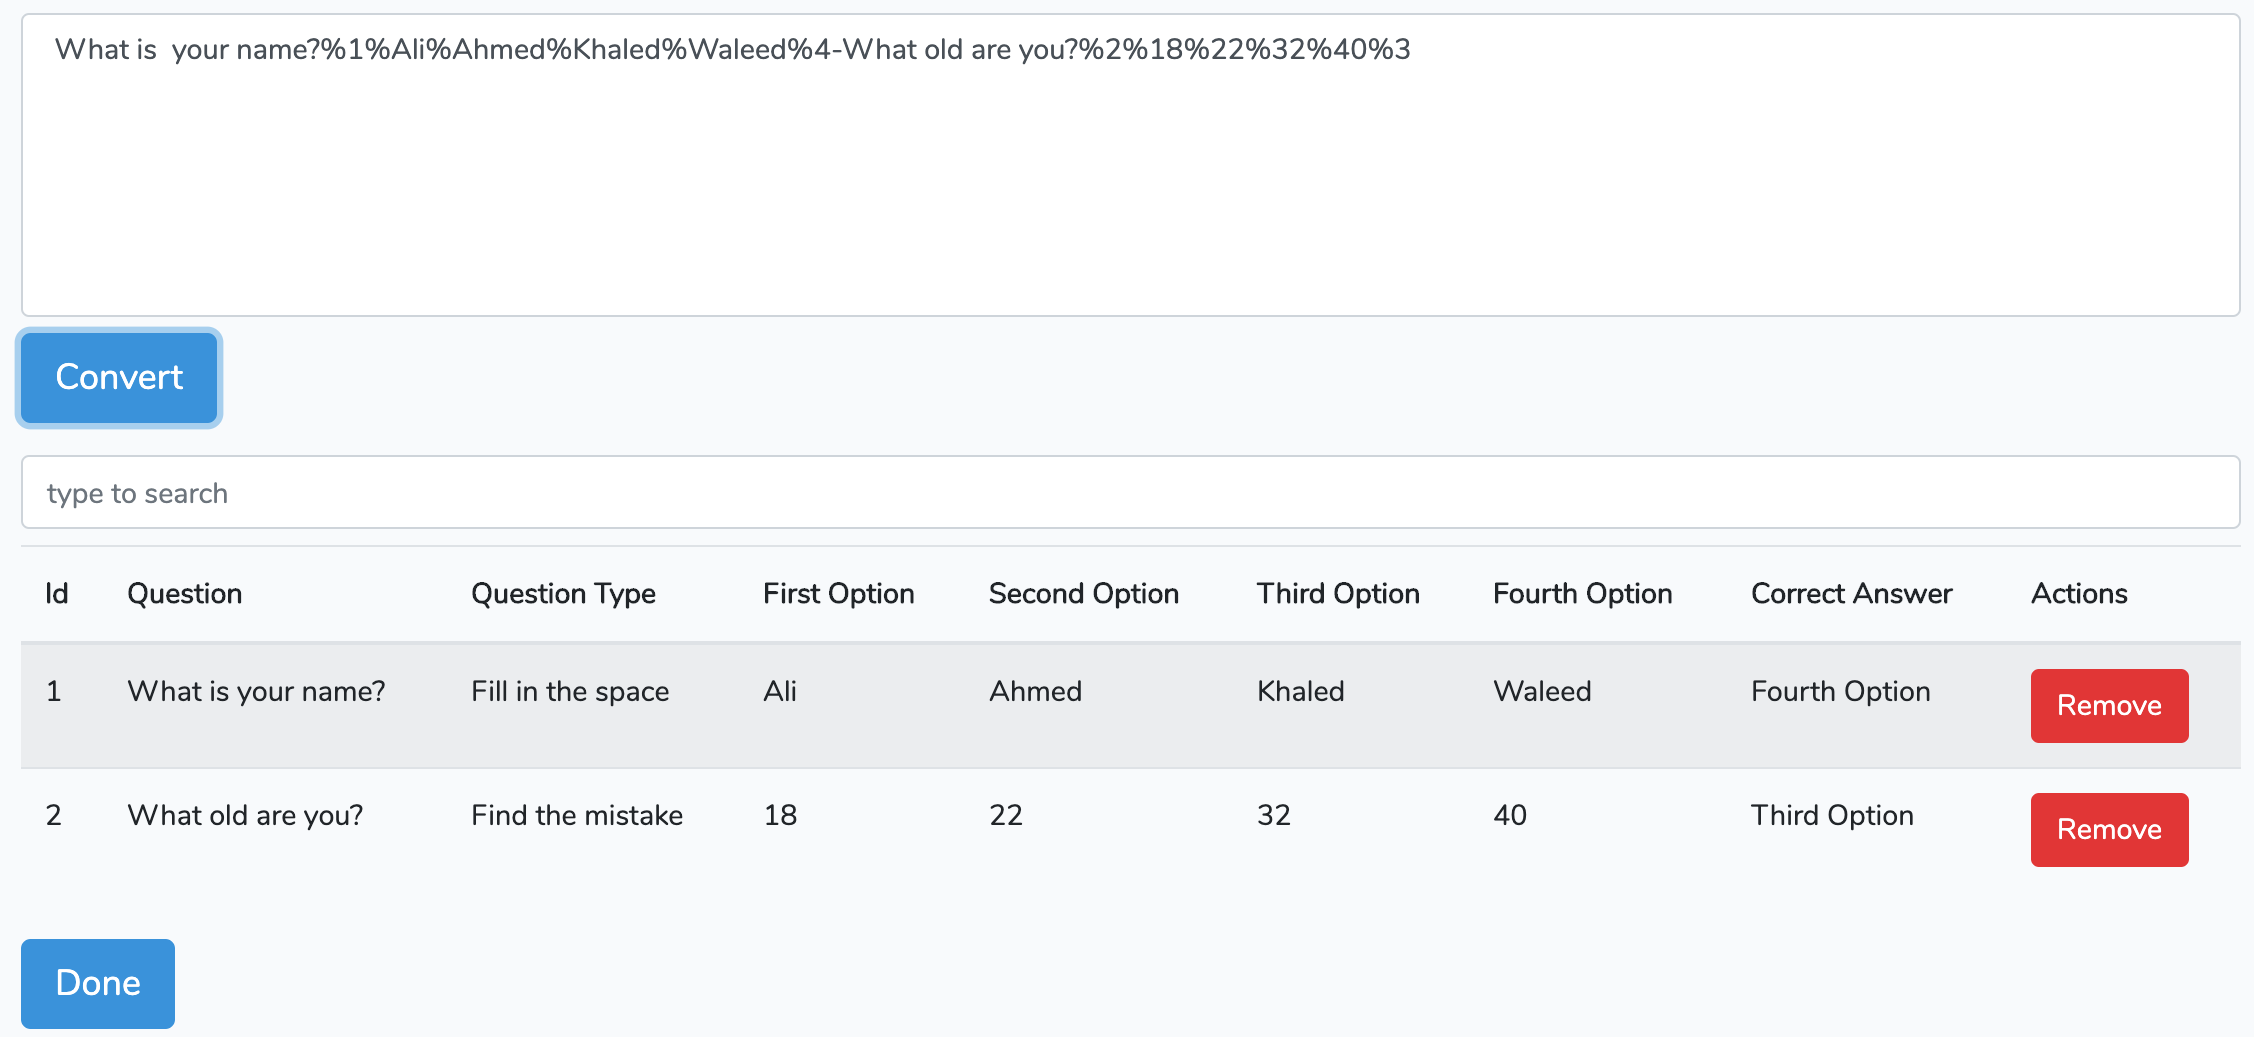 What is  your name?%1%Ali%Ahmed%Khaled%Waleed%4-What old are you?%2%18%22%32%40%3
Convert
type to search
Id Question Question Type First Option Second Option Third Option Fourth Option Correct Answer Actions
1 What is your name? Fill in the space Ali Ahmed Khaled Waleed Fourth Option Remove
2 What old are you? Find the mistake 18 22 32 40 Third Option Remove
Done